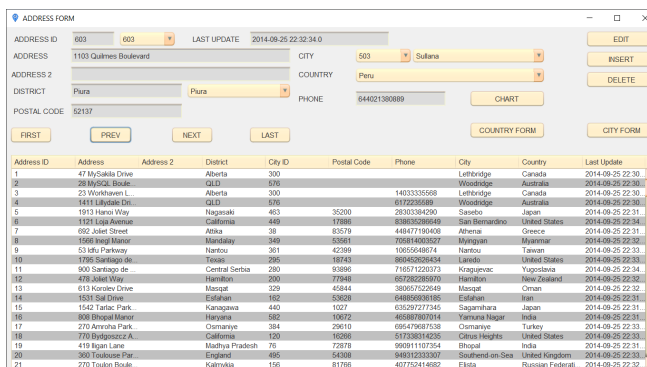 ADDRESS FORM
ADDRESS ID 603 603 LAST UPDATE 2014-09-25 22:32:34.0 EDIT
ADDRESS 1103 Quilmes Boulevard CITY 503 Sullana INSERT
ADDRESS 2 COUNTRY Peru DELETE
DISTRICT Piura Piura PHONE 644021380889 CHART
POSTAL CODE 52137
FIRST PREV NEXT LAST COUNTRY FORM CITY FORM
Address ID Address Address 2 District City ID Postal Code Phone City Country Last Update
1 47 MySakila Drive Alberta 300 Lethbridge Canada 2014-09-25 22:30...
2 28 MySQL Boule... QLD 576 Woodridge Australia 2014-09-25 22:30...
3 23 Workhaven L... Alberta 300 14033335568 Lethbridge Canada 2014-09-25 22:30...
4 1411 Lillydale Dri... QLD 576 6172235589 Woodridge Australia 2014-09-25 22:30...
5 1913 Hanoi Way Nagasaki 463 35200 28303384290 Sasebo Japan 2014-09-25 22:31...
6 1121 Loja Avenue California 449 17886 838635286649 San Bernardino United States 2014-09-25 22:34...
7 692 Joliet Street Attika 38 83579 448477190408 Athenai Greece 2014-09-25 22:31...
8 1566 Inegl Manor Mandalay 349 53561 705814003527 Myingyan Myanmar 2014-09-25 22:32...
9 53 Idfu Parkway Nantou 361 42399 10655648674 Nantou Taiwan 2014-09-25 22:33...
10 1795 Santiago de... Texas 295 18743 860452626434 Laredo United States 2014-09-25 22:33...
11 900 Santiago de ... Central Serbia 280 93896 716571220373 Kragujevac Yugoslavia 2014-09-25 22:34...
12 478 Joliet Way Hamilton 200 77948 657282285970 Hamilton New Zealand 2014-09-25 22:32...
13 613 Korolev Drive Masqat 329 45844 380657522649 Masqat Oman 2014-09-25 22:32...
14 1531 Sal Drive Esfahan 162 53628 648856936185 Esfahan Iran 2014-09-25 22:31...
15 1542 Tarlac Park... Kanagawa 440 1027 635297277345 Sagamihara Japan 2014-09-25 22:31...
16 808 Bhopal Manor Haryana 582 10672 465887807014 Yamuna Nagar India 2014-09-25 22:31...
17 270 Amroha Park... Osmaniye 384 29610 695479687538 Osmaniye Turkey 2014-09-25 22:33...
18 770 Bydgoszcz A... California 120 16266 517338314235 Citrus Heights United States 2014-09-25 22:33...
19 419 Iligan Lane Madhya Pradesh 76 72878 990911107354 Bhopal India 2014-09-25 22:31...
20 360 Toulouse Par... England 495 54308 949312333307 Southend-on-Sea United Kingdom 2014-09-25 22:33...
21 270 Toulon Boule... Kalmykia 156 81766 407752414682 Elista Russian Federati... 2014-09-25 22:32...